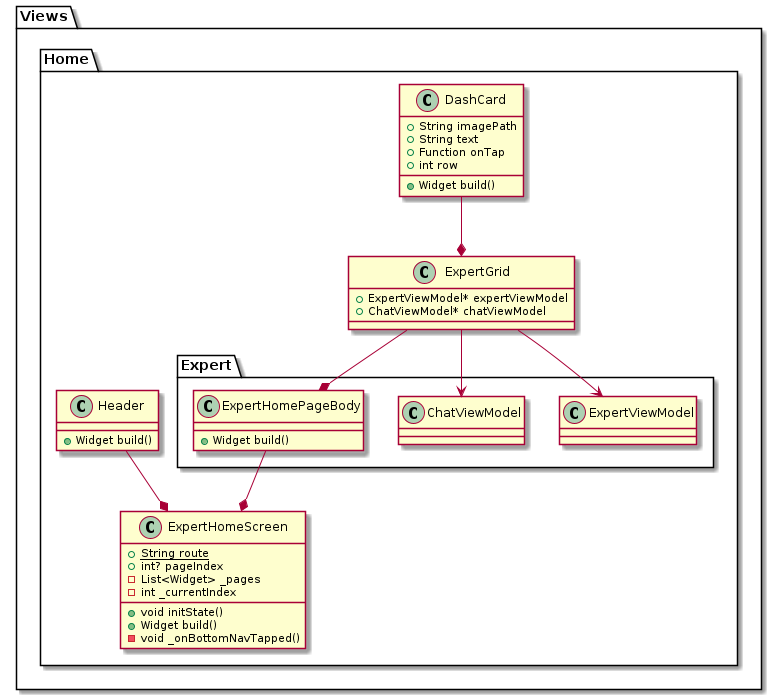 Views
Home
C DashCard
String imagePath
String text
Function onTap
int row
Widget build()
C ExpertGrid
ExpertViewModel* expertViewModel
ChatViewModel* chatViewModel
Expert
C Header
Widget build()
C ExpertHomePageBody
Widget build()
C ChatViewModel
C ExpertViewModel
C ExpertHomeScreen
String route
int? pageIndex
List<Widget> _pages
int _currentIndex
void initState()
Widget build()
void _onBottomNavTapped()